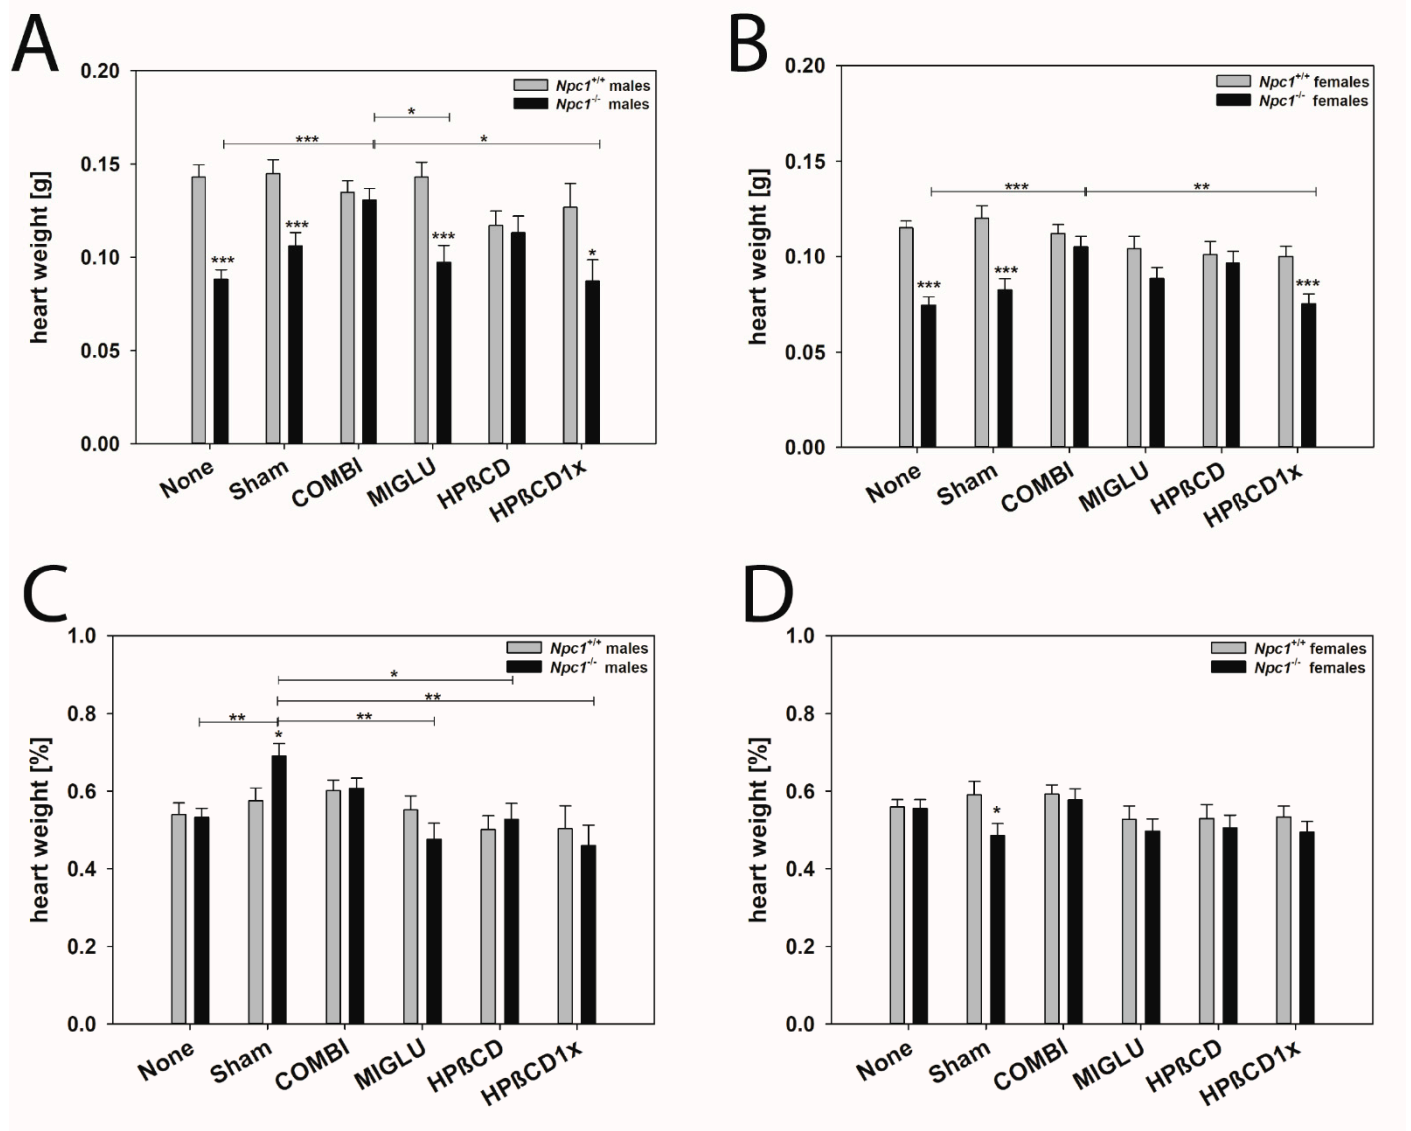 A
heart weight [g]
0.20
0.15
0.10
0.05
0.00
Npc1+/+ males
Npc1-/- males
*
***
*
***
***
***
*
None
Sham
COMBI
MIGLU
HPßCD
HPßCD1x
B
heart weight [g]
0.20
0.15
0.10
0.05
0.00
Npc1+/+ females
Npc1-/- females
***
**
***
***
***
None
Sham
COMBI
MIGLU
HPßCD
HPßCD1x
C
heart weight [%]
1.0
0.8
0.6
0.4
0.2
0.0
Npc1+/+ males
Npc1-/- males
*
**
**
**
*
None
Sham
COMBI
MIGLU
HPßCD
HPßCD1x
D
heart weight [%]
1.0
0.8
0.6
0.4
0.2
0.0
Npc1+/+ females
Npc1-/- females
*
None
Sham
COMBI
MIGLU
HPßCD
HPßCD1x